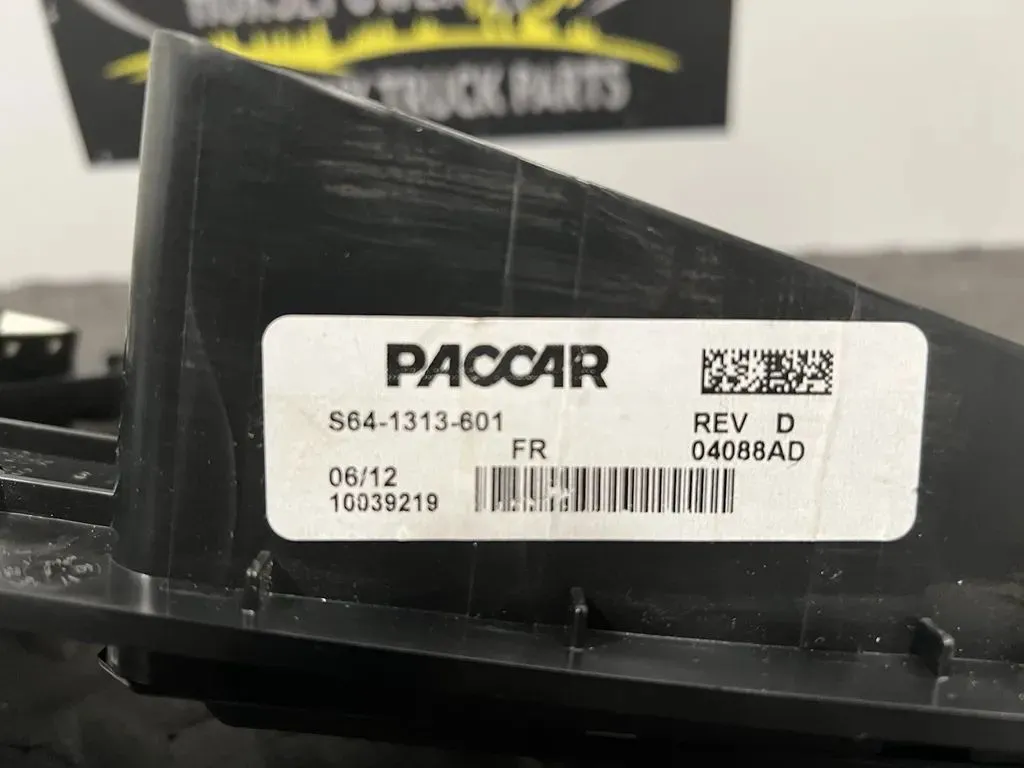 TRUCK PARTS
PACCAR
S64-1313-601
REV D
FR
04088AD
06/12
10039219